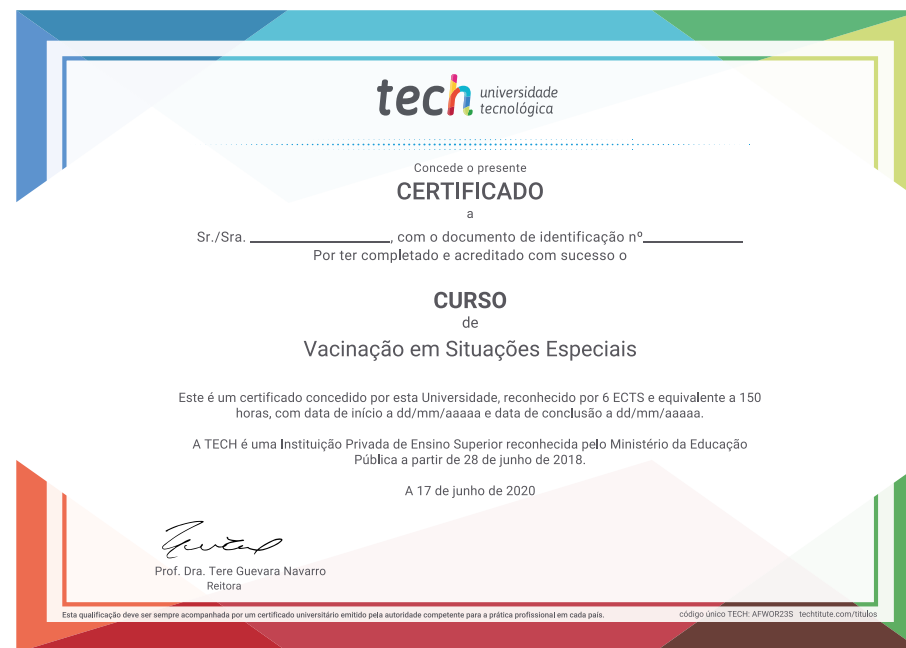 tech universidade
tecnológica
Concede o presente
CERTIFICADO
a
Sr./Sra. ____________________, com o documento de identificação nº______________
Por ter completado e acreditado com sucesso o
CURSO
de
Vacinação em Situações Especiais
Este é um certificado concedido por esta Universidade, reconhecido por 6 ECTS e equivalente a 150
horas, com data de início a dd/mm/aaaaa e data de conclusão a dd/mm/aaaaa.
A TECH é uma Instituição Privada de Ensino Superior reconhecida pelo Ministério da Educação
Pública a partir de 28 de junho de 2018.
A 17 de junho de 2020
Prof. Dra. Tere Guevara Navarro
Reitora
Esta qualificação deve ser sempre acompanhada por um certificado universitário emitido pela autoridade competente para a prática profissional em cada país.
código único TECH: AFWOR23S techtitute.com/titulos